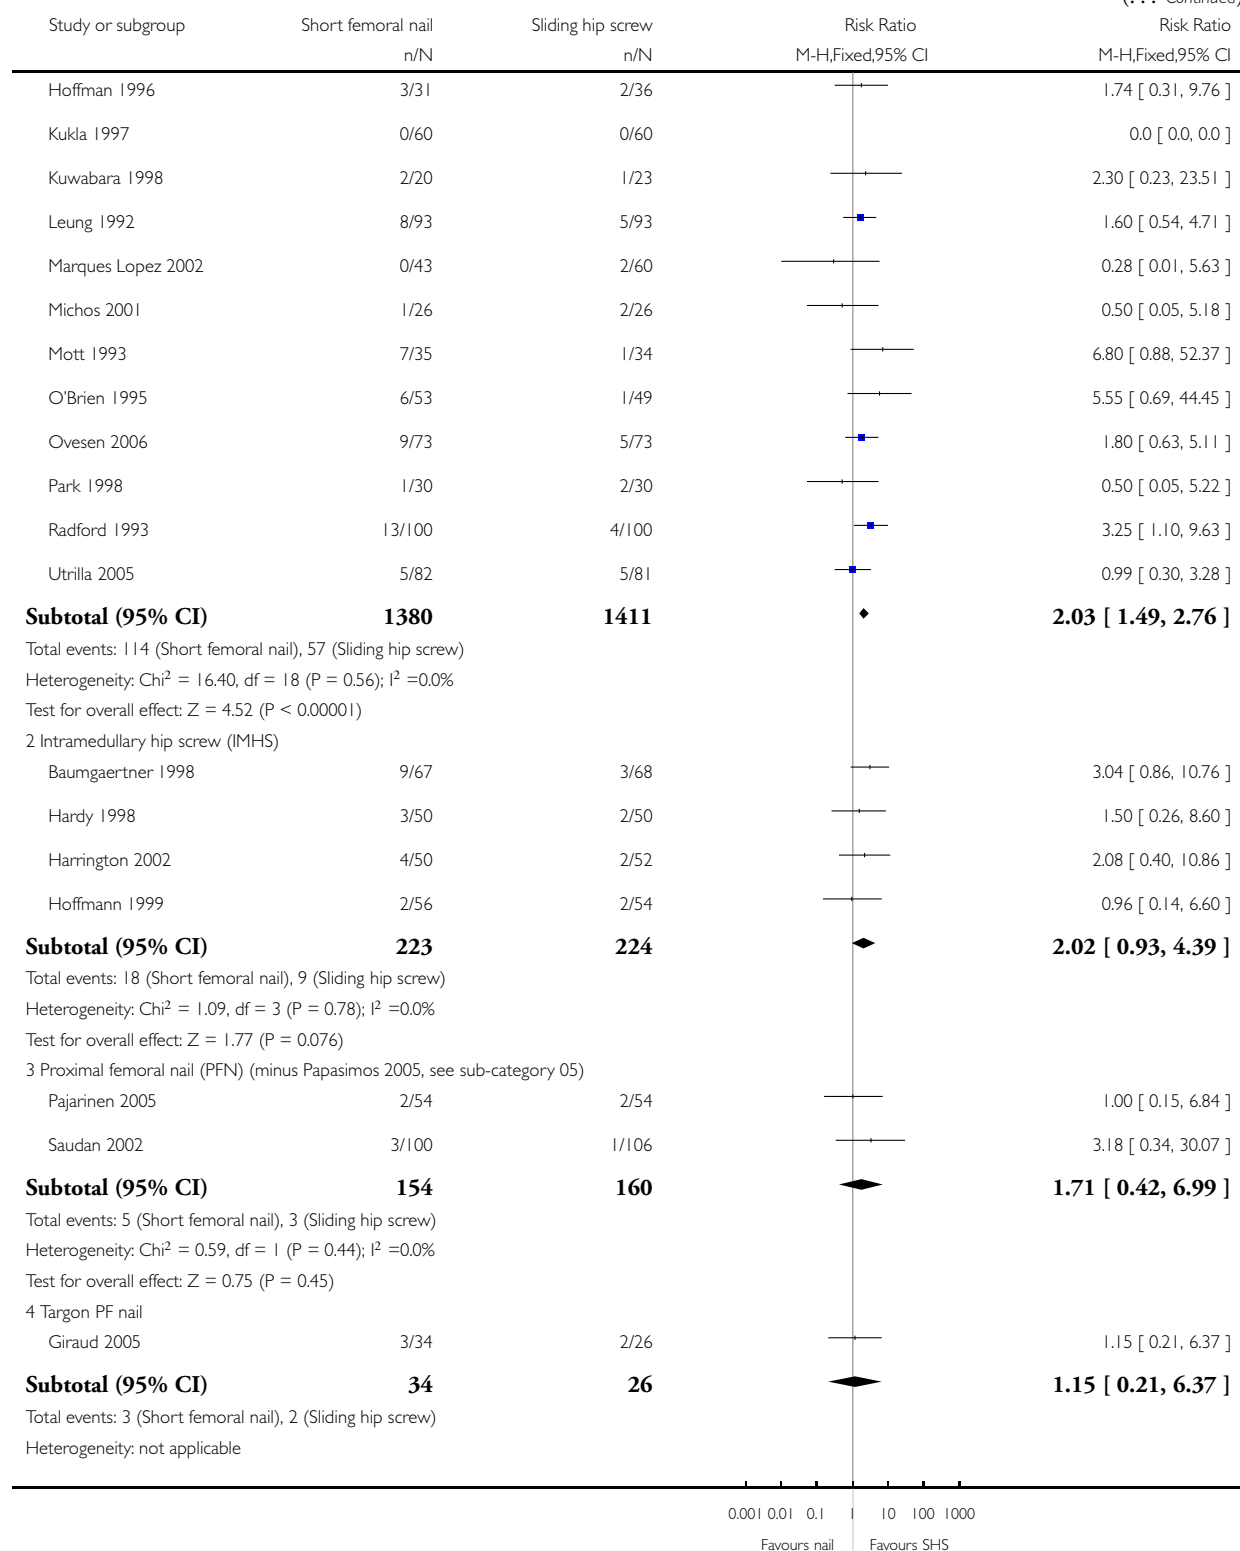 (. . . Continued)
Study or subgroup Short femoral nail Sliding hip screw Risk Ratio Risk Ratio
n/N n/N M-H,Fixed,95% CI M-H,Fixed,95% CI
Hoffman 1996 3/31 2/36 1.74 [ 0.31, 9.76 ]
Kukla 1997 0/60 0/60 0.0 [ 0.0, 0.0 ]
Kuwabara 1998 2/20 1/23 2.30 [ 0.23, 23.51 ]
Leung 1992 8/93 5/93 1.60 [ 0.54, 4.71 ]
Marques Lopez 2002 0/43 2/60 0.28 [ 0.01, 5.63 ]
Michos 2001 1/26 2/26 0.50 [ 0.05, 5.18 ]
Mott 1993 7/35 1/34 6.80 [ 0.88, 52.37 ]
O'Brien 1995 6/53 1/49 5.55 [ 0.69, 44.45 ]
Ovesen 2006 9/73 5/73 1.80 [ 0.63, 5.11 ]
Park 1998 1/30 2/30 0.50 [ 0.05, 5.22 ]
Radford 1993 13/100 4/100 3.25 [ 1.10, 9.63 ]
Utrilla 2005 5/82 5/81 0.99 [ 0.30, 3.28 ]
Subtotal (95% CI) 1380 1411 2.03 [ 1.49, 2.76 ]
Total events: 114 (Short femoral nail), 57 (Sliding hip screw)
Heterogeneity: Chi² = 16.40, df = 18 (P = 0.56); I² =0.0%
Test for overall effect: Z = 4.52 (P < 0.00001)
2 Intramedullary hip screw (IMHS)
Baumgaertner 1998 9/67 3/68 3.04 [ 0.86, 10.76 ]
Hardy 1998 3/50 2/50 1.50 [ 0.26, 8.60 ]
Harrington 2002 4/50 2/52 2.08 [ 0.40, 10.86 ]
Hoffmann 1999 2/56 2/54 0.96 [ 0.14, 6.60 ]
Subtotal (95% CI) 223 224 2.02 [ 0.93, 4.39 ]
Total events: 18 (Short femoral nail), 9 (Sliding hip screw)
Heterogeneity: Chi² = 1.09, df = 3 (P = 0.78); I² =0.0%
Test for overall effect: Z = 1.77 (P = 0.076)
3 Proximal femoral nail (PFN) (minus Papasimos 2005, see sub-category 05)
Pajarinen 2005 2/54 2/54 1.00 [ 0.15, 6.84 ]
Saudan 2002 3/100 1/106 3.18 [ 0.34, 30.07 ]
Subtotal (95% CI) 154 160 1.71 [ 0.42, 6.99 ]
Total events: 5 (Short femoral nail), 3 (Sliding hip screw)
Heterogeneity: Chi² = 0.59, df = 1 (P = 0.44); I² =0.0%
Test for overall effect: Z = 0.75 (P = 0.45)
4 Targon PF nail
Giraud 2005 3/34 2/26 1.15 [ 0.21, 6.37 ]
Subtotal (95% CI) 34 26 1.15 [ 0.21, 6.37 ]
Total events: 3 (Short femoral nail), 2 (Sliding hip screw)
Heterogeneity: not applicable
0.001 0.01 0.1 1 10 100 1000
Favours nail Favours SHS